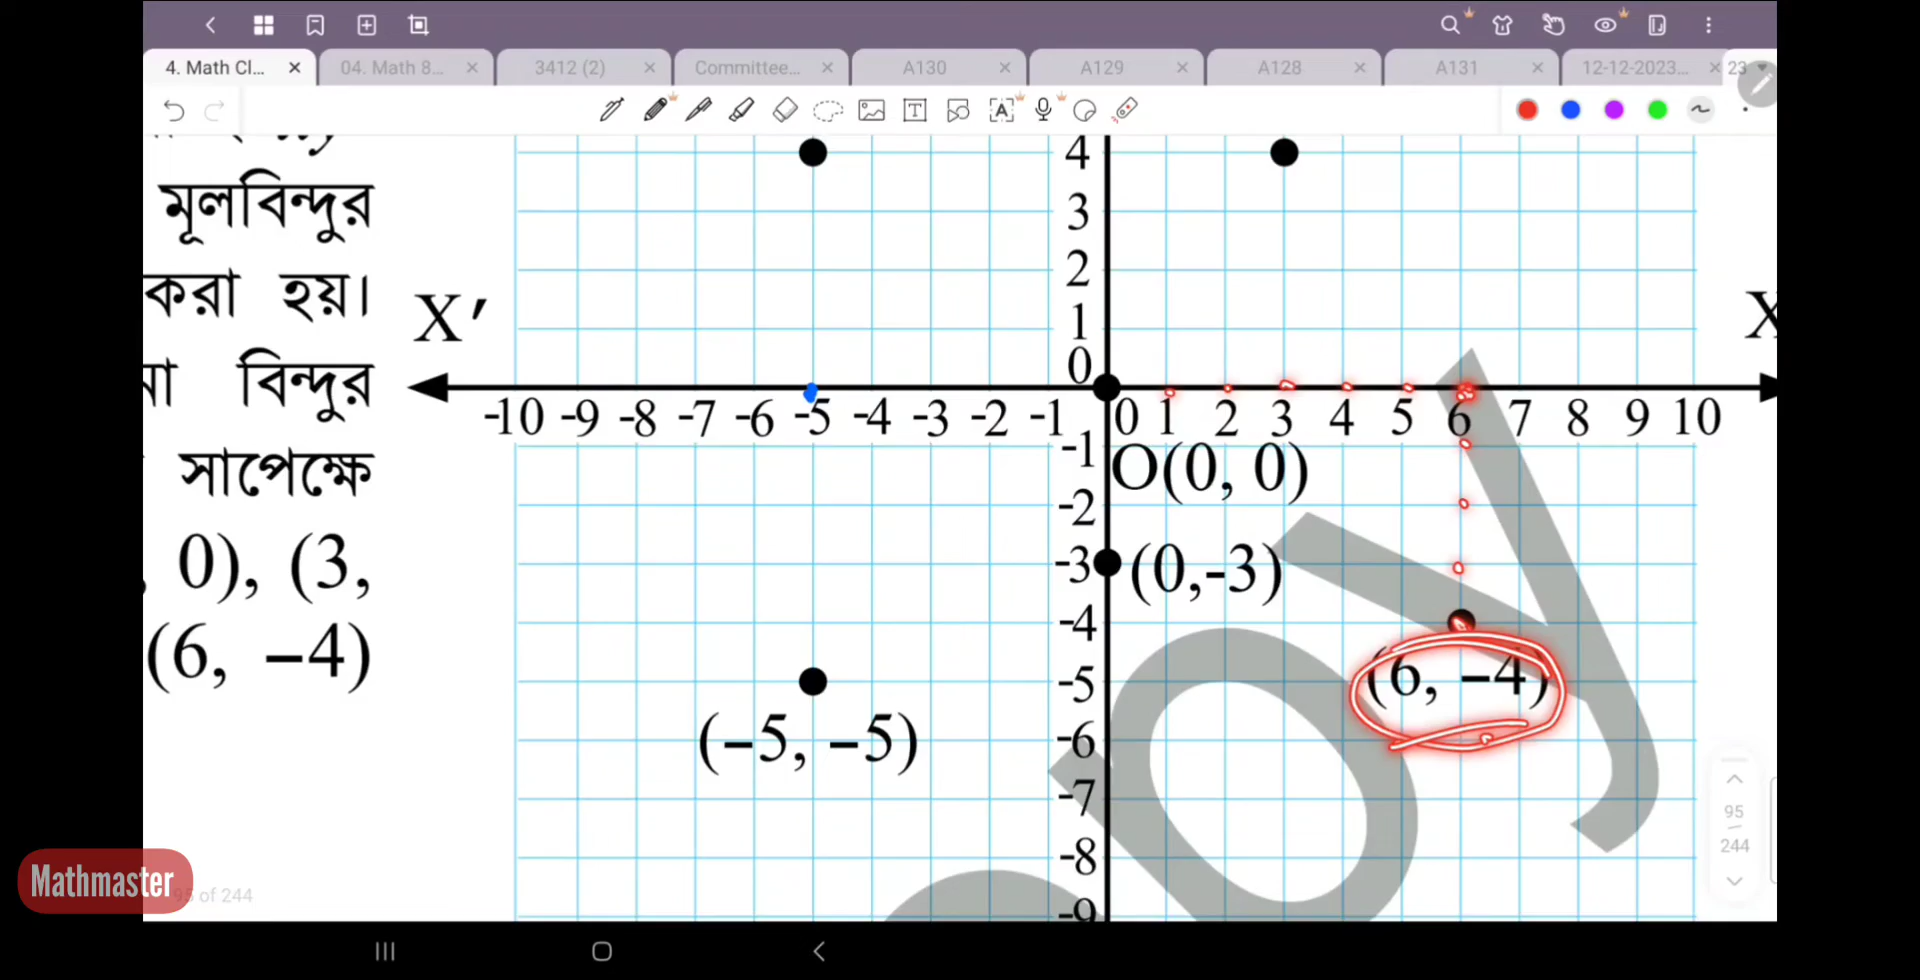 4. Math Cl...
04. Math 8...
3412 (2)
Committee...
A130
A129
A128
A131
12-12-2023...
23
মূলবিন্দুর
করা হয়।
বিন্দুর
সাপেক্ষে
0), (3,
(6, −4)
X′
X
4
3
2
1
0
-10 -9 -8 -7 -6 -5 -4 -3 -2 -1 0 1 2 3 4 5 6 7 8 9 10
-1
O(0, 0)
-2
-3
(0,-3)
-4
-5
(6, −4)
(−5, −5)
-6
-7
-8
-9
95
244
Mathmaster
95 of 244